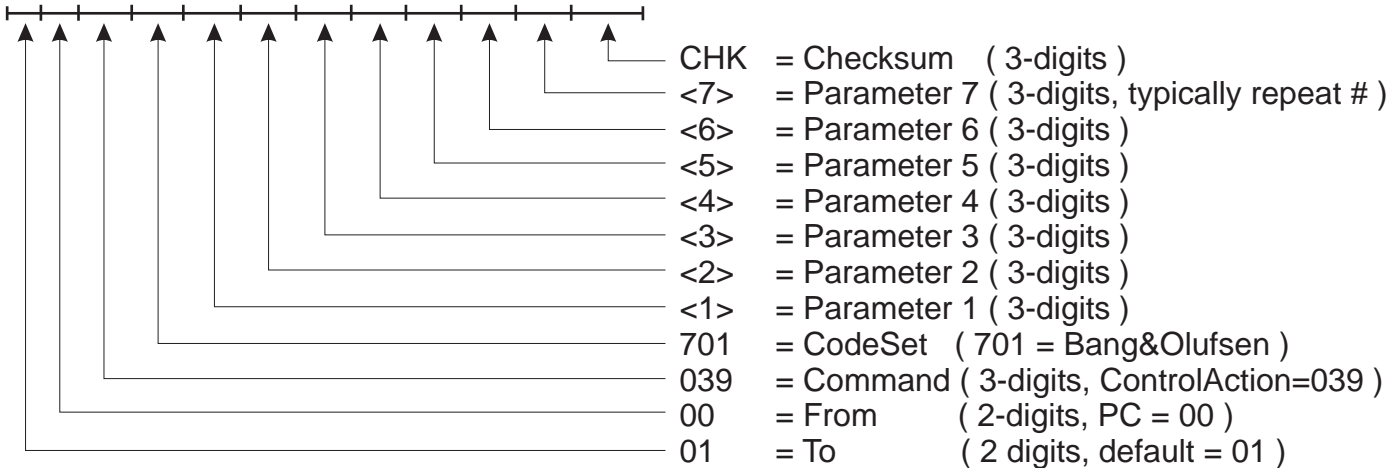 CHK = Checksum ( 3-digits )
<7> = Parameter 7 ( 3-digits, typically repeat # )
<6> = Parameter 6 ( 3-digits )
<5> = Parameter 5 ( 3-digits )
<4> = Parameter 4 ( 3-digits )
<3> = Parameter 3 ( 3-digits )
<2> = Parameter 2 ( 3-digits )
<1> = Parameter 1 ( 3-digits )
701 = CodeSet ( 701 = Bang&Olufsen )
039 = Command ( 3-digits, ControlAction=039 )
00 = From ( 2-digits, PC = 00 )
01 = To ( 2 digits, default = 01 )